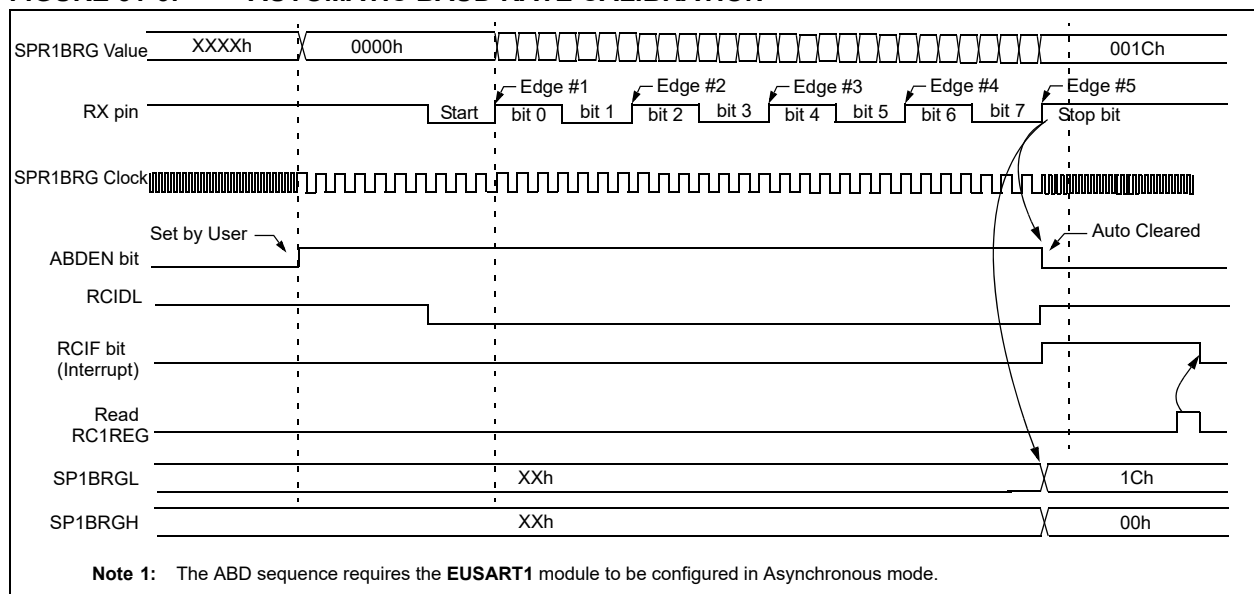 SPR1BRG Value XXXXh 0000h 001Ch
Edge #1 Edge #2 Edge #3 Edge #4 Edge #5
RX pin Start bit 0 bit 1 bit 2 bit 3 bit 4 bit 5 bit 6 bit 7 Stop bit
SPR1BRG Clock
Set by User Auto Cleared
ABDEN bit
RCIDL
RCIF bit
(Interrupt)
Read
RC1REG
SP1BRGL XXh 1Ch
SP1BRGH XXh 00h
Note 1: The ABD sequence requires the EUSART1 module to be configured in Asynchronous mode.